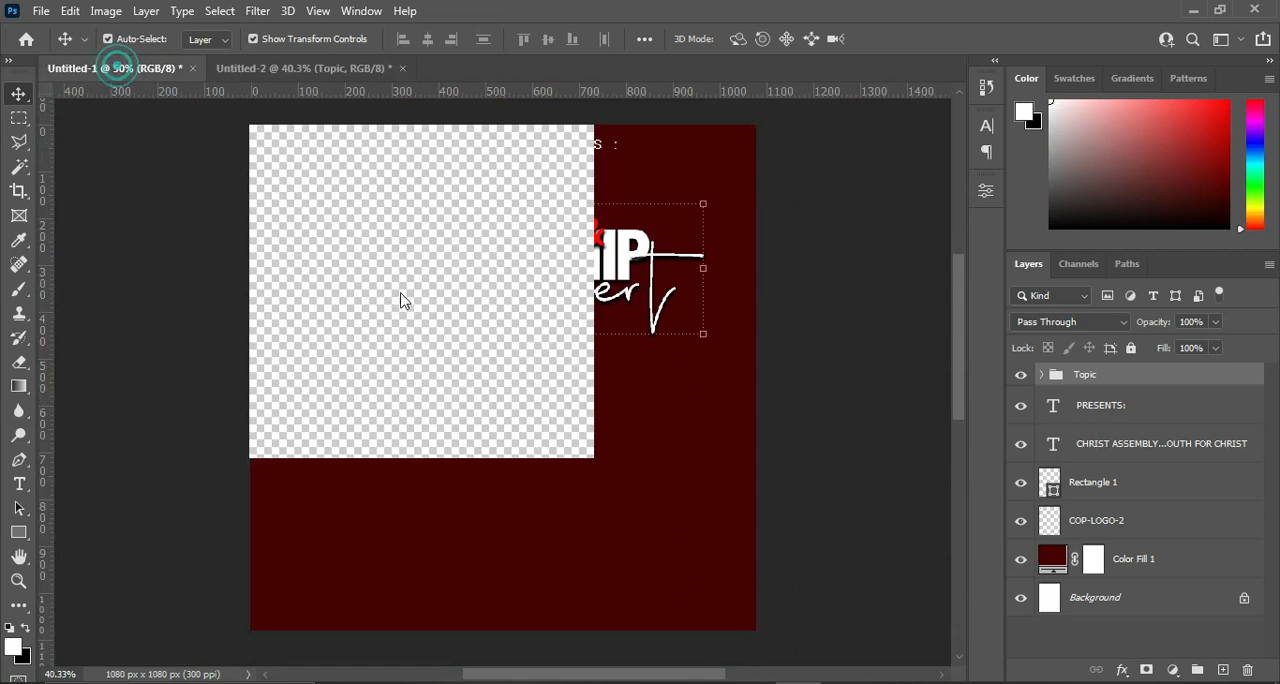 Ps File Edit Image Layer Type Select Filter 3D View Window Help
Auto-Select: Layer Show Transform Controls 3D Mode:
Untitled-1 @ 50% (RGB/8) * × Untitled-2 @ 40.3% (Topic, RGB/8) * ×
400 300 200 100 0 100 200 300 400 500 600 700 800 900 1000 1100 1200 1300 1400
S :
IIP
er
40.33% 1080 px x 1080 px (300 ppi)
Color Swatches Gradients Patterns
Layers Channels Paths
Kind
Pass Through Opacity: 100%
Lock: Fill: 100%
Topic
PRESENTS:
CHRIST ASSEMBLY...OUTH FOR CHRIST
Rectangle 1
COP-LOGO-2
Color Fill 1
Background